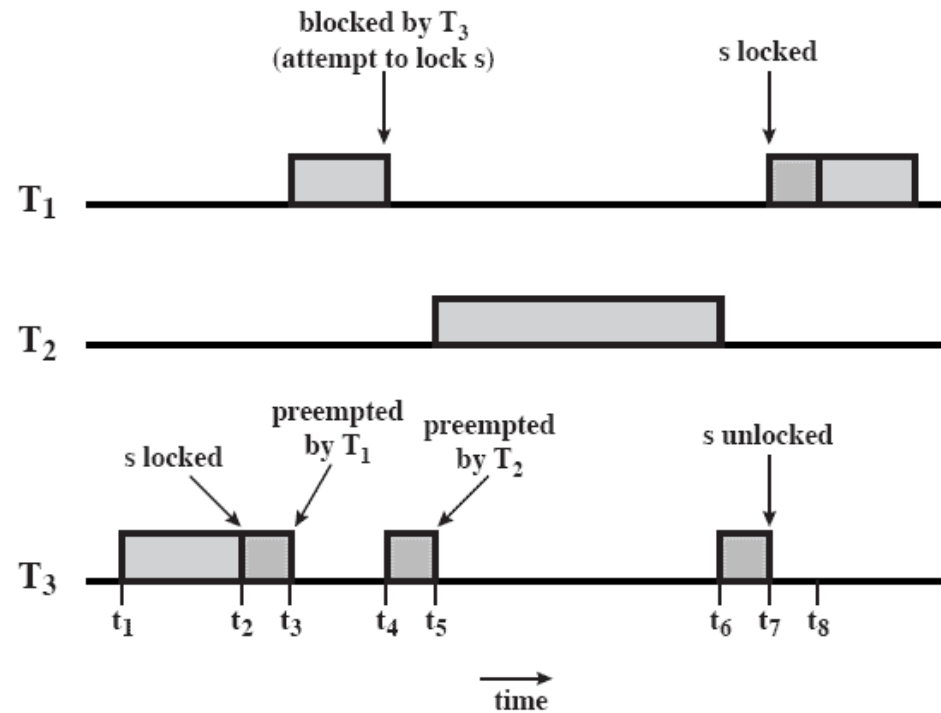 blocked by T3
(attempt to lock s)
s locked
T1
T2
preempted
by T1
preempted
by T2
s locked
s unlocked
T3
t1 t2 t3 t4 t5 t6 t7 t8
time